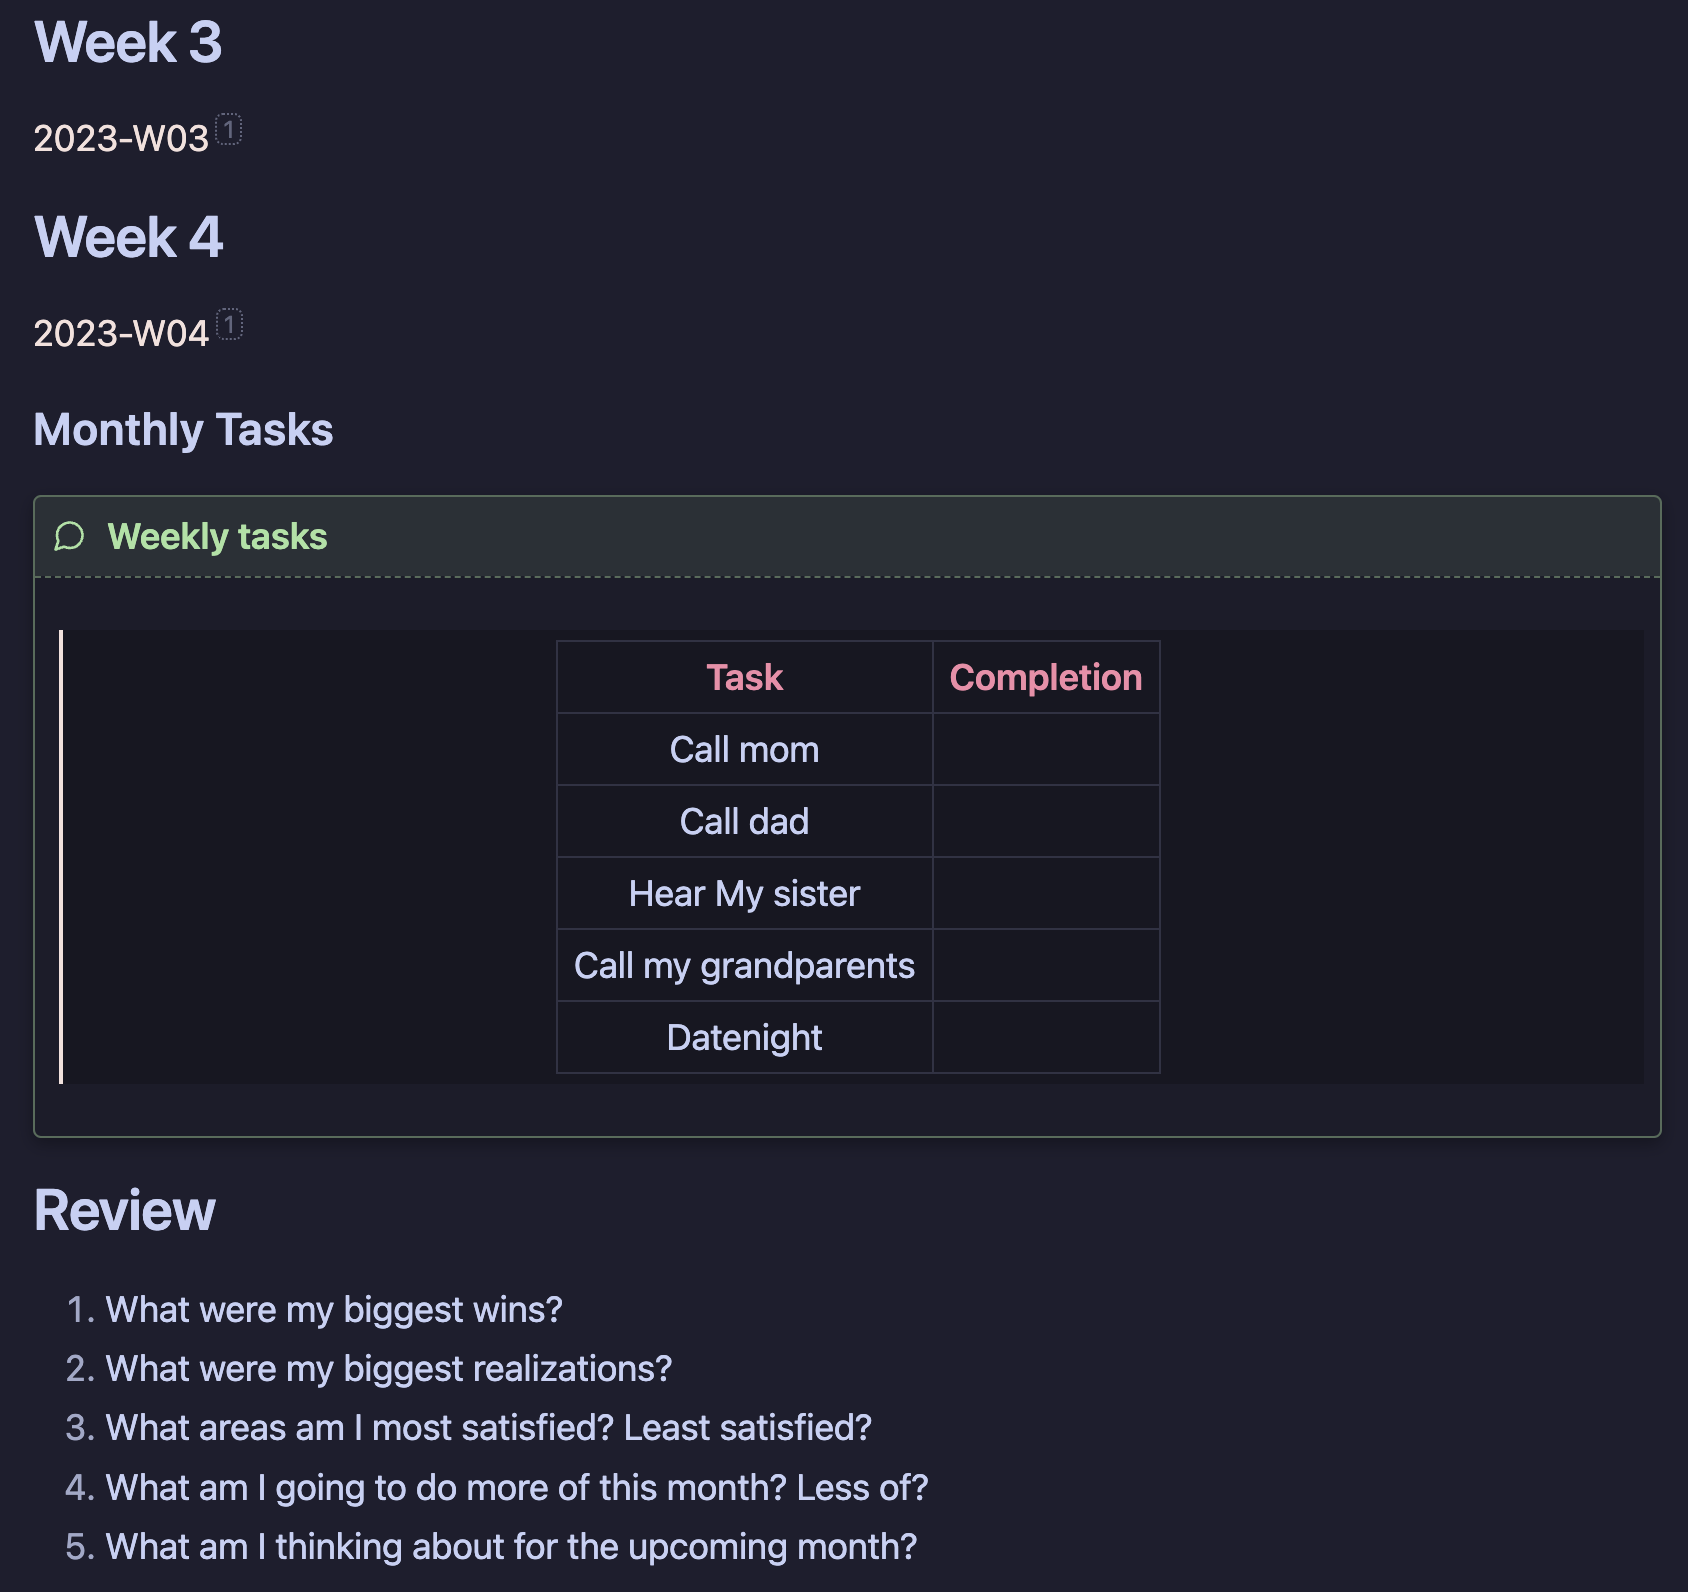 Week 3
2023-W03 1
Week 4
2023-W04 1
Monthly Tasks
Weekly tasks
Task Completion
Call mom
Call dad
Hear My sister
Call my grandparents
Datenight
Review
1. What were my biggest wins?
2. What were my biggest realizations?
3. What areas am I most satisfied? Least satisfied?
4. What am I going to do more of this month? Less of?
5. What am I thinking about for the upcoming month?